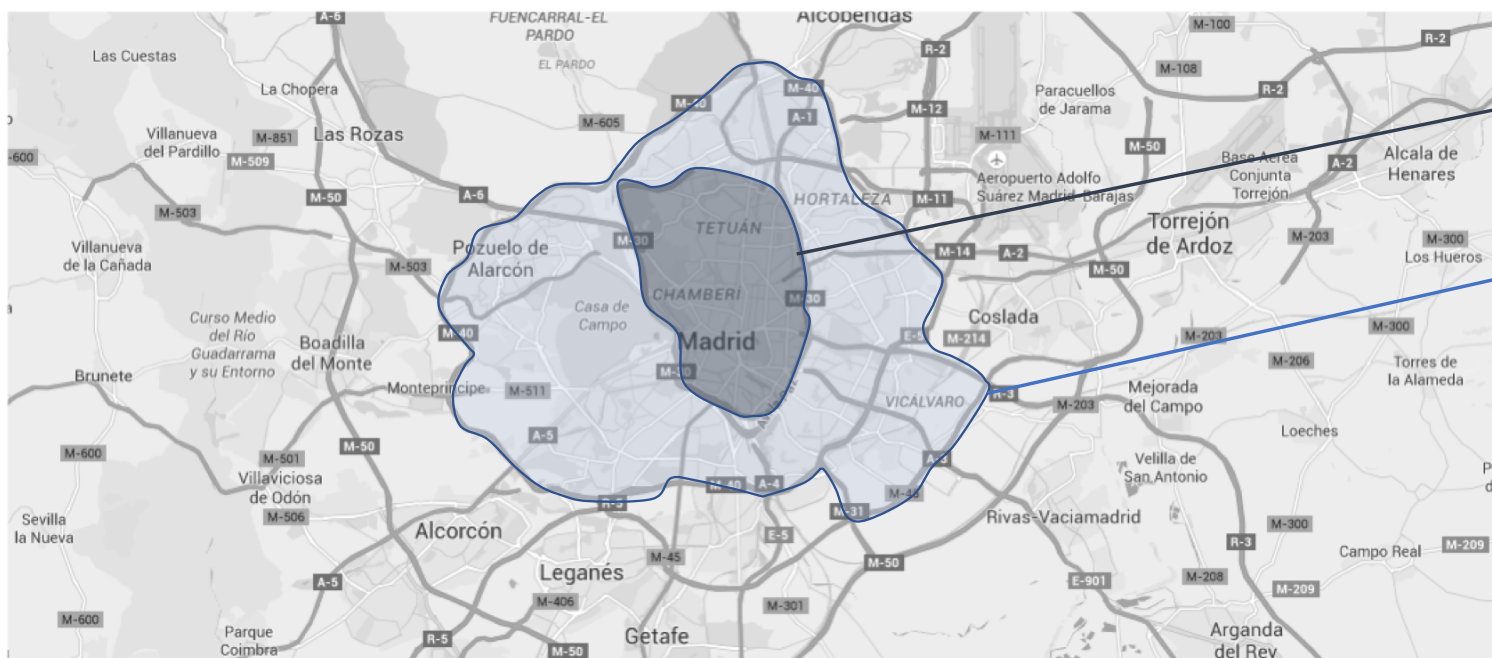 A-6
FUENCARRAL-EL
PARDO
Alcobendas
M-100
R-2
R-2
Las Cuestas
EL PARDO
M-108
La Chopera
M-40
R-2
M-40
Paracuellos
de Jarama
M-12
A-1
Villanueva
del Pardillo
M-851
Las Rozas
M-605
M-111
M-50
-600
M-509
Base Aerea
Conjunta
Torrejón
A-2
Alcala de
Henares
M-50
A-6
Aeropuerto Adolfo
Suárez Madrid-Barajas
M-503
HORTALEZA
M-11
TETUÁN
Torrejón
de Ardoz
M-203
M-300
Villanueva
de la Cañada
Pozuelo de
Alarcón
M-30
M-14
A-2
Los Hueros
M-503
M-50
CHAMBERÍ
M-30
Casa de
Campo
Curso Medio
del Río
Guadarrama
y su Entorno
M-40
Madrid
Coslada
M-214
M-203
M-300
Boadilla
del Monte
Brunete
M-30
M-206
Torres de
la Alameda
Monteprincipe
M-511
VICÁLVARO
R-3
M-203
Mejorada
del Campo
A-5
Loeches
M-50
M-600
M-501
A-3
Velilla de
San Antonio
Villaviciosa
de Odón
M-40
A-4
R-5
M-31
M-506
Rivas-Vaciamadrid
Sevilla
la Nueva
Alcorcón
E-5
M-300
R-3
Campo Real
M-209
M-45
M-50
Leganés
A-5
E-901
M-208
M-209
M-406
M-301
M-600
Parque
Coimbra
R-5
Getafe
M-50
Arganda
del Rey